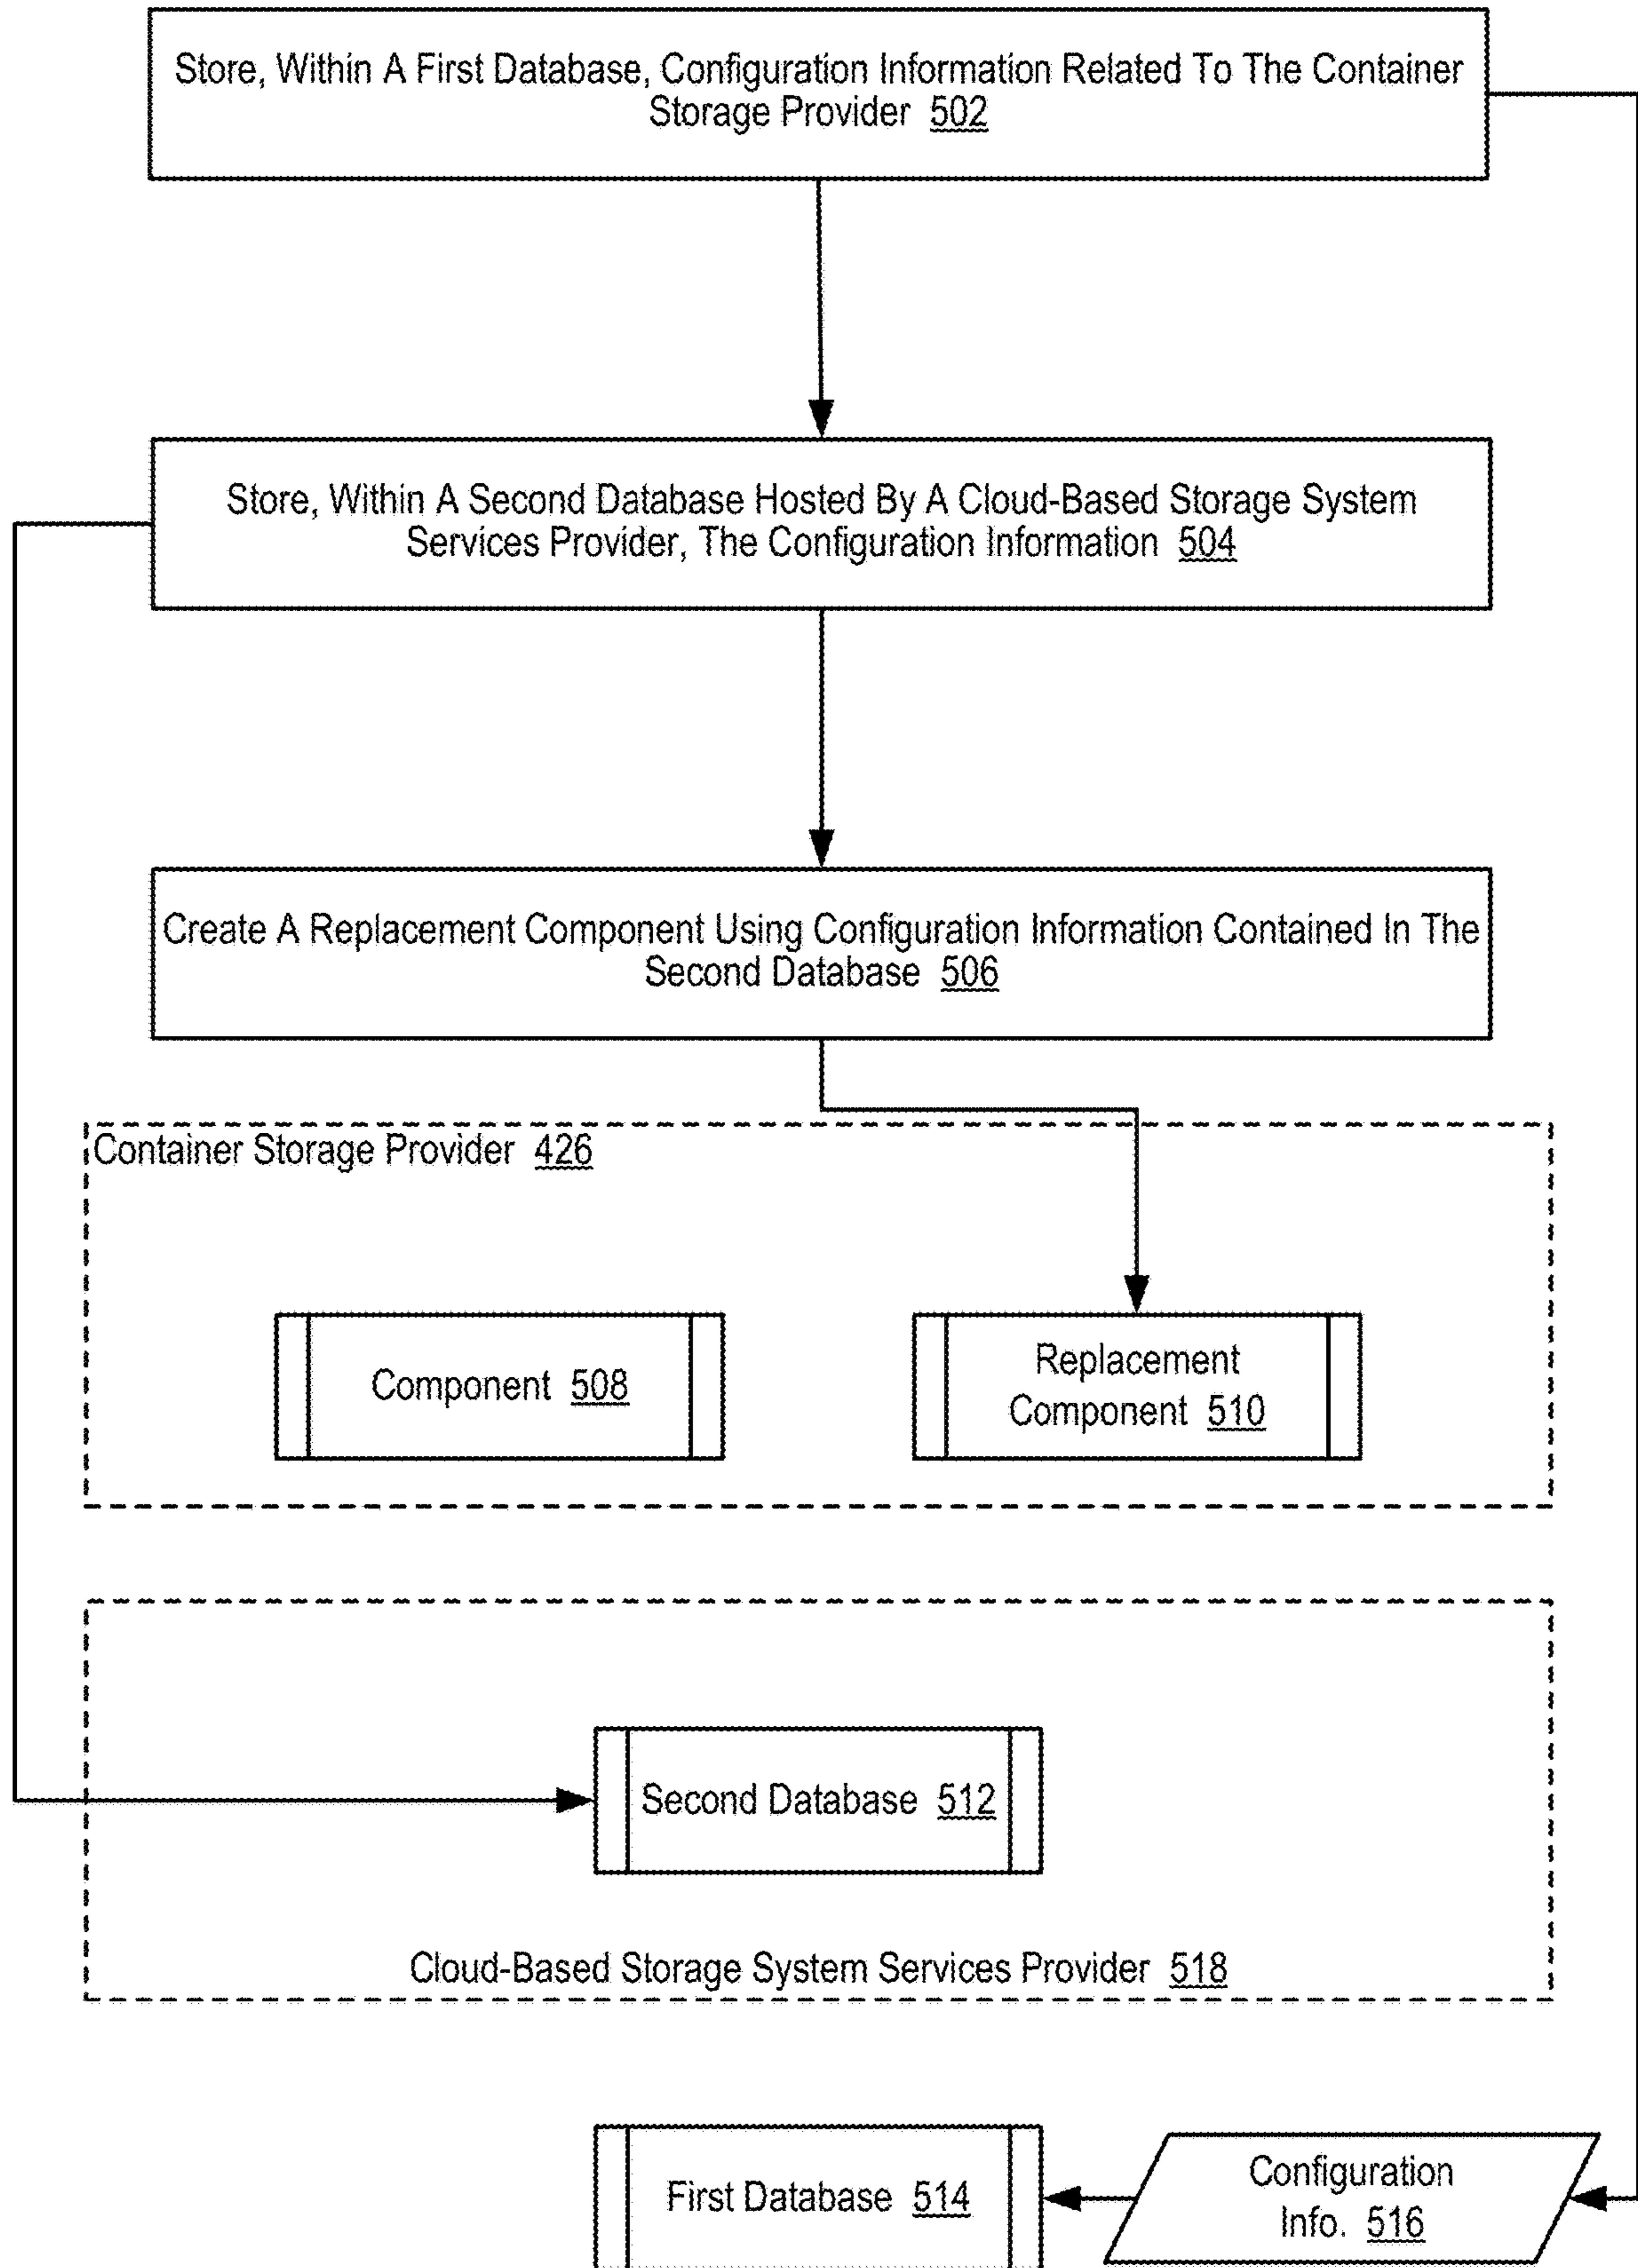 Store, Within A First Database, Configuration Information Related To The Container
Storage Provider 502
Store, Within A Second Database Hosted By A Cloud-Based Storage System
Services Provider, The Configuration Information 504
Create A Replacement Component Using Configuration Information Contained In The
Second Database 506
Container Storage Provider 426
Component 508
Replacement
Component 510
Second Database 512
Cloud-Based Storage System Services Provider 518
First Database 514
Configuration
Info. 516